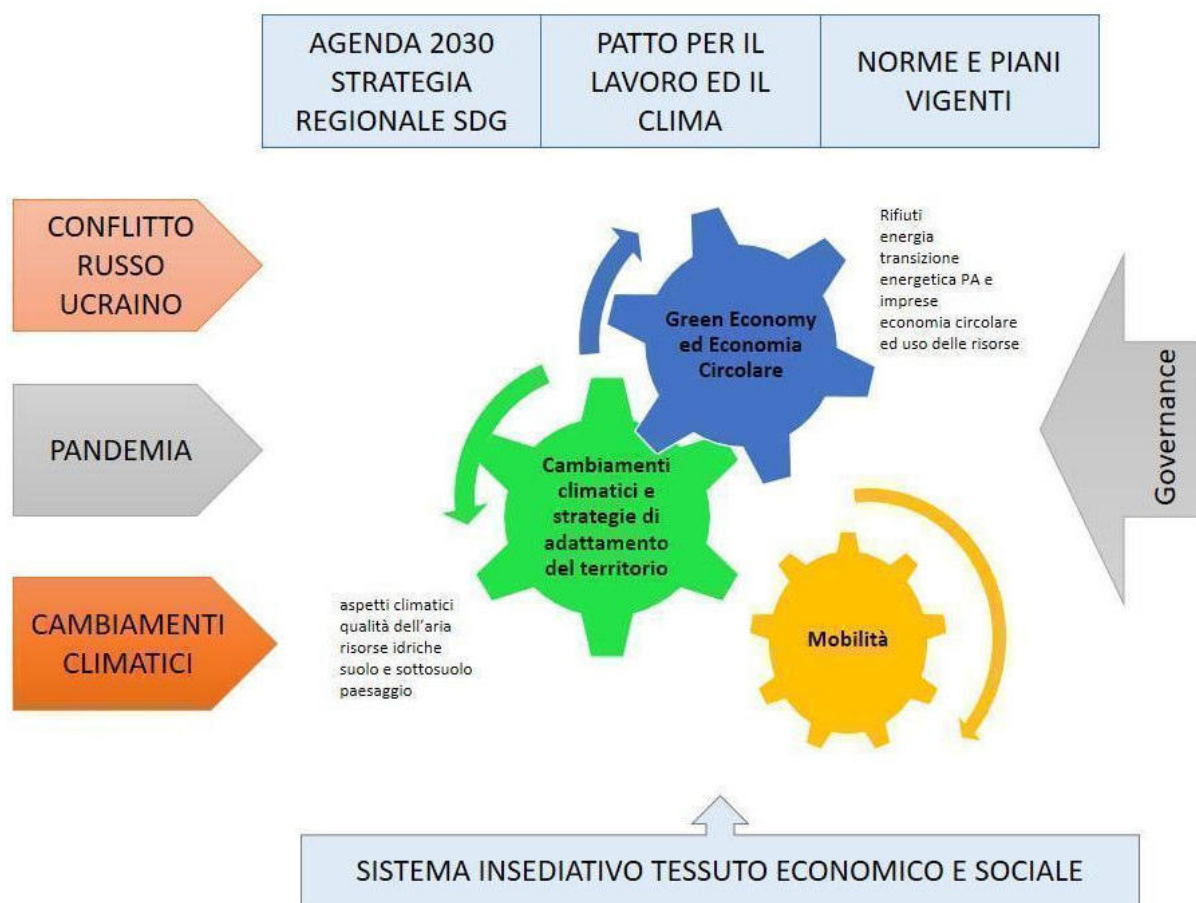 AGENDA 2030
STRATEGIA
REGIONALE SDG
PATTO PER IL
LAVORO ED IL
CLIMA
NORME E PIANI
VIGENTI
CONFLITTO
RUSSO
UCRAINO
PANDEMIA
CAMBIAMENTI
CLIMATICI
Green Economy
ed Economia
Circolare
Rifiuti
energia
transizione
energetica PA e
imprese
economia circolare
ed uso delle risorse
Cambiamenti
climatici e
strategie di
adattamento
del territorio
aspetti climatici
qualità dell'aria
risorse idriche
suolo e sottosuolo
paesaggio
Mobilità
Governance
SISTEMA INSEDIATIVO TESSUTO ECONOMICO E SOCIALE